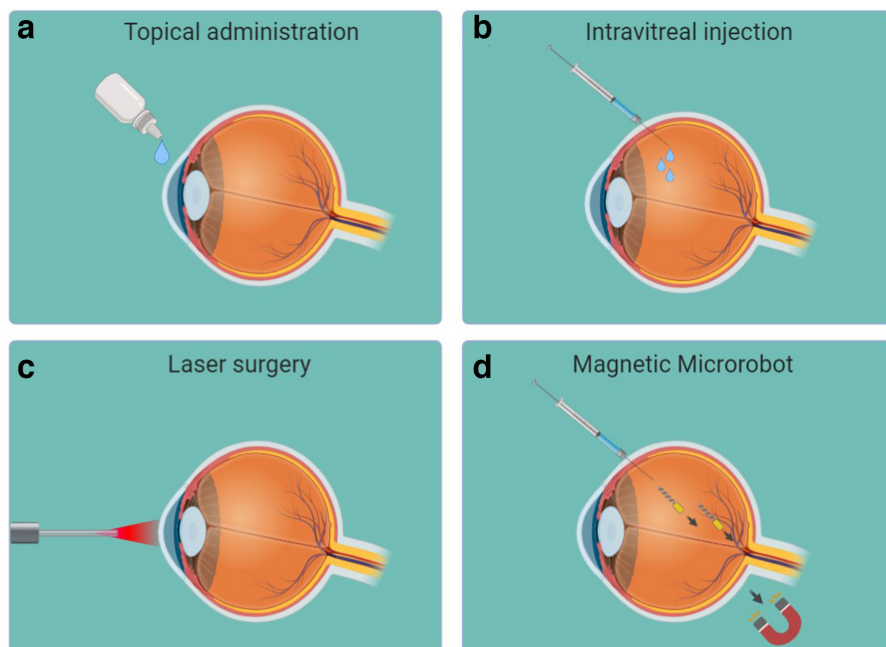 a
Topical administration
b
Intravitreal injection
c
Laser surgery
d
Magnetic Microrobot